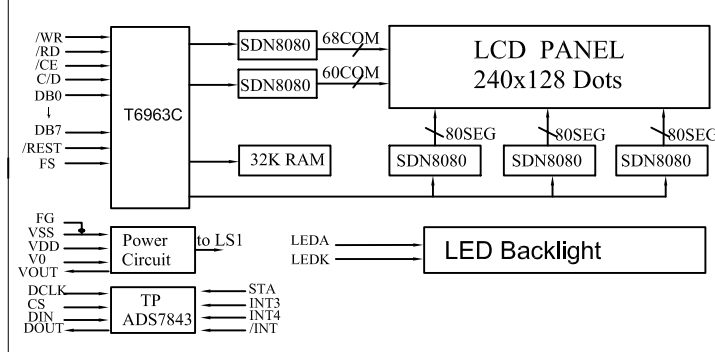 /WR
/RD
/CE
C/D
DB0
↓
DB7
/REST
FS
T6963C
SDN8080
68COM
SDN8080
60COM
LCD PANEL
240x128 Dots
32K RAM
80SEG
80SEG
80SEG
SDN8080
SDN8080
SDN8080
FG
VSS
VDD
V0
VOUT
Power
Circuit
to LS1
LEDA
LEDK
LED Backlight
DCLK
CS
DIN
DOUT
TP
ADS7843
STA
INT3
INT4
/INT